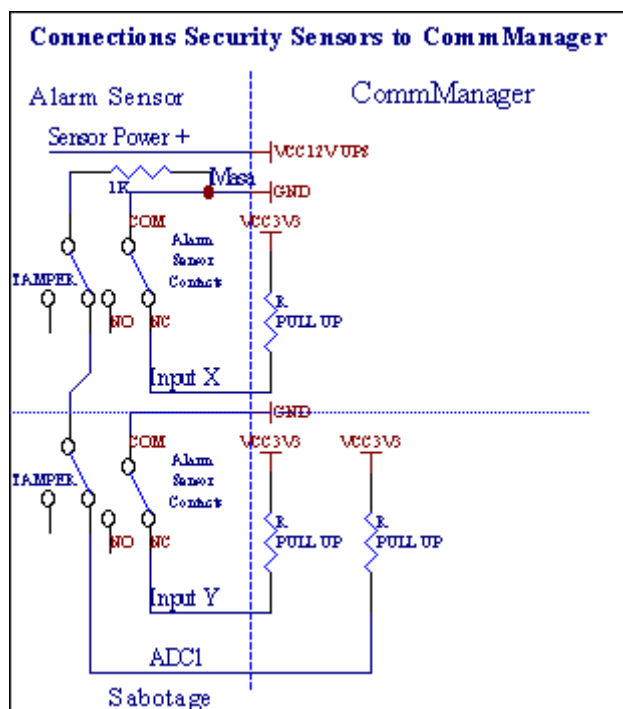 Connections Security Sensors to CommManager
Alarm Sensor
CommManager
Sensor Power +
VCC12V UPS
1K
Masa
GND
COM
Alarm
Sensor
Contacts
VCC3V3
TAMPER
NO
NC
R
PULL UP
Input X
GND
COM
Alarm
Sensor
Contacts
VCC3V3
VCC3V3
TAMPER
NO
NC
R
PULL UP
R
PULL UP
Input Y
ADC1
Sabotage